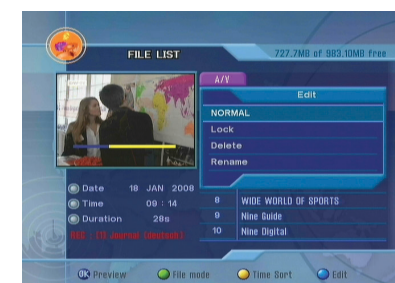 FILE LIST
727.7MB of 983.10MB free
A/V
Edit
NORMAL
Lock
Delete
Rename
Date 18 JAN 2008
Time 09 : 14
Duration 28s
8 WIDE WORLD OF SPORTS
9 Nine Guide
10 Nine Digital
OK Preview
File mode
Time Sort
Edit